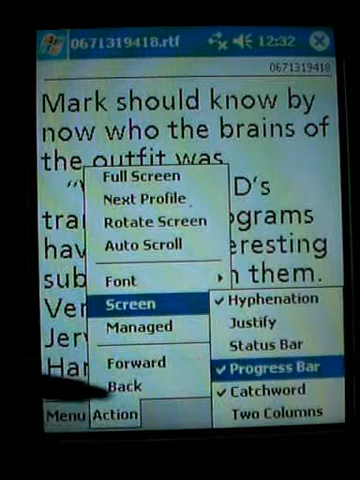 0671319418.rtf 12:32
0671319418
Mark should know by
now who the brains of
the outfit was
D's
tra
ograms
hav
eresting
sub
n them.
Ver
Jerv
Har
Full Screen
Next Profile
Rotate Screen
Auto Scroll
Font
Screen
Managed
Forward
Back
Hyphenation
Justify
Status Bar
Progress Bar
Catchword
Two Columns
Menu Action